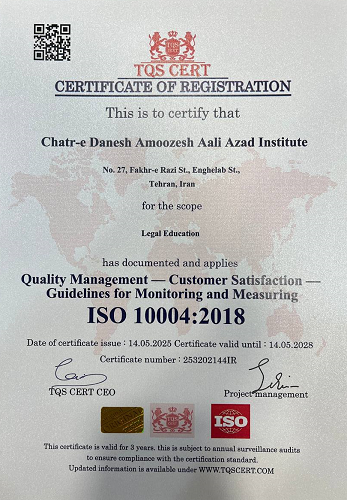 TQS
CERT
TQS CERT
CERTIFICATE OF REGISTRATION
This is to certify that
Chatr-e Danesh Amoozesh Aali Azad Institute
No. 27, Fakhr-e Razi St., Enghelab St.,
Tehran, Iran
for the scope
Legal Education
has documented and applies
Quality Management — Customer Satisfaction —
Guidelines for Monitoring and Measuring
ISO 10004:2018
Date of certificate issue : 14.05.2025 Certificate valid until : 14.05.2028
Certificate number : 253202144IR
TQS CERT CEO
Project management
ISO
This certificate is valid for 3 years. this is subject to annual surveillance audits
to ensure compliance with the certification standard.
Updated information is available under WWW.TQSCERT.COM